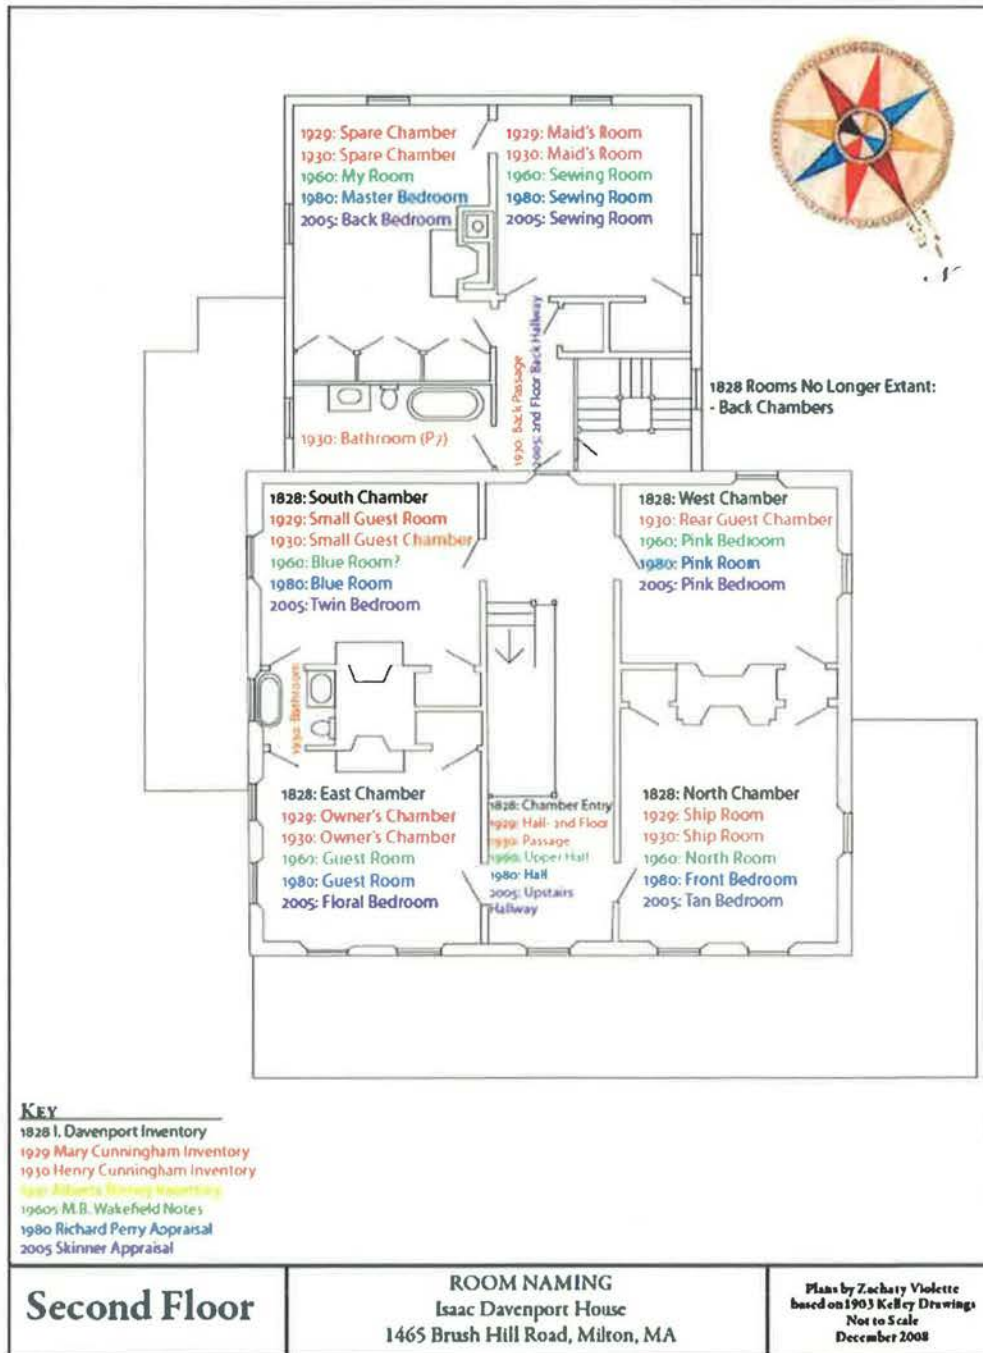 1929: Spare Chamber
1930: Spare Chamber
1960: My Room
1980: Master Bedroom
2005: Back Bedroom
1929: Maid's Room
1930: Maid's Room
1960: Sewing Room
1980: Sewing Room
2005: Sewing Room
N
1930: Back Passage
2005: 2nd Floor Back Hallway
1828 Rooms No Longer Extant:
- Back Chambers
1930: Bathroom (P7)
1828: South Chamber
1929: Small Guest Room
1930: Small Guest Chamber
1960: Blue Room?
1980: Blue Room
2005: Twin Bedroom
1828: West Chamber
1930: Rear Guest Chamber
1960: Pink Bedroom
1980: Pink Room
2005: Pink Bedroom
1930: Bathroom
1828: East Chamber
1929: Owner's Chamber
1930: Owner's Chamber
1960: Guest Room
1980: Guest Room
2005: Floral Bedroom
1828: Chamber Entry
1929: Hall- 2nd Floor
1930: Passage
1960: Upper Hall
1980: Hall
2005: Upstairs
Hallway
1828: North Chamber
1929: Ship Room
1930: Ship Room
1960: North Room
1980: Front Bedroom
2005: Tan Bedroom
KEY
1828 I. Davenport Inventory
1929 Mary Cunningham Inventory
1930 Henry Cunningham Inventory
1960s M.B. Wakefield Notes
1980 Richard Perry Appraisal
2005 Skinner Appraisal
Second Floor
ROOM NAMING
Isaac Davenport House
1465 Brush Hill Road, Milton, MA
Plans by Zachary Violette
based on 1903 Kelley Drawings
Not to Scale
December 2008